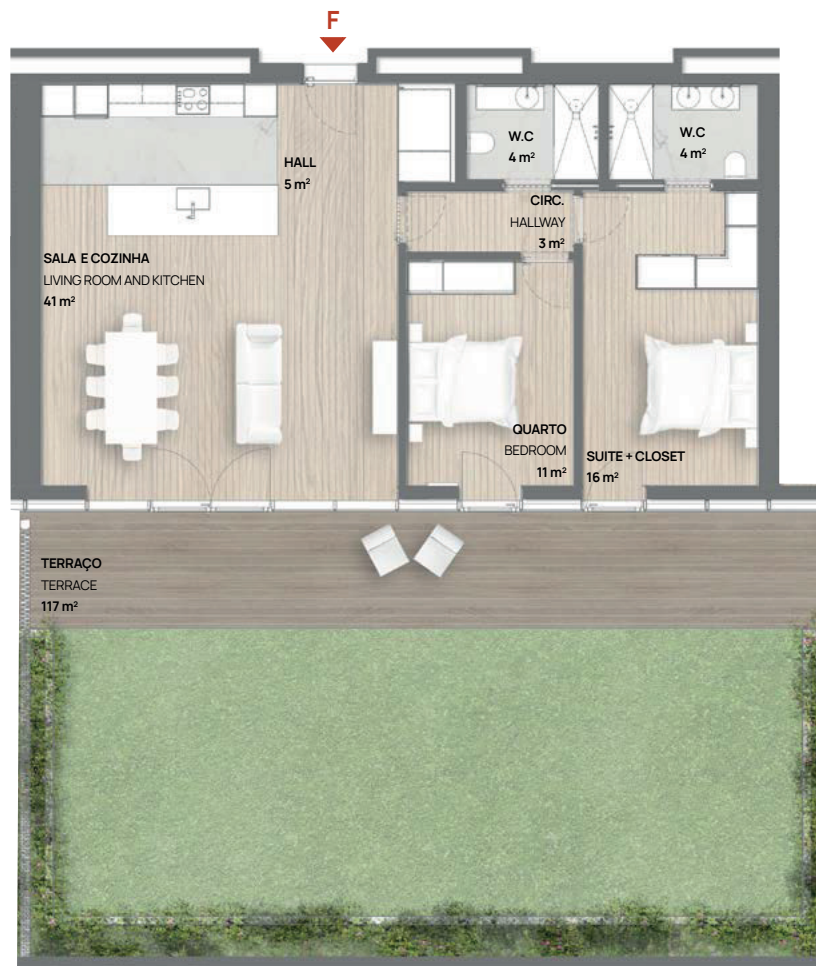 F
HALL
5 m²
W.C
4 m²
W.C
4 m²
CIRC.
HALLWAY
3 m²
SALA E COZINHA
LIVING ROOM AND KITCHEN
41 m²
QUARTO
BEDROOM
11 m²
SUITE + CLOSET
16 m²
TERRAÇO
TERRACE
117 m²